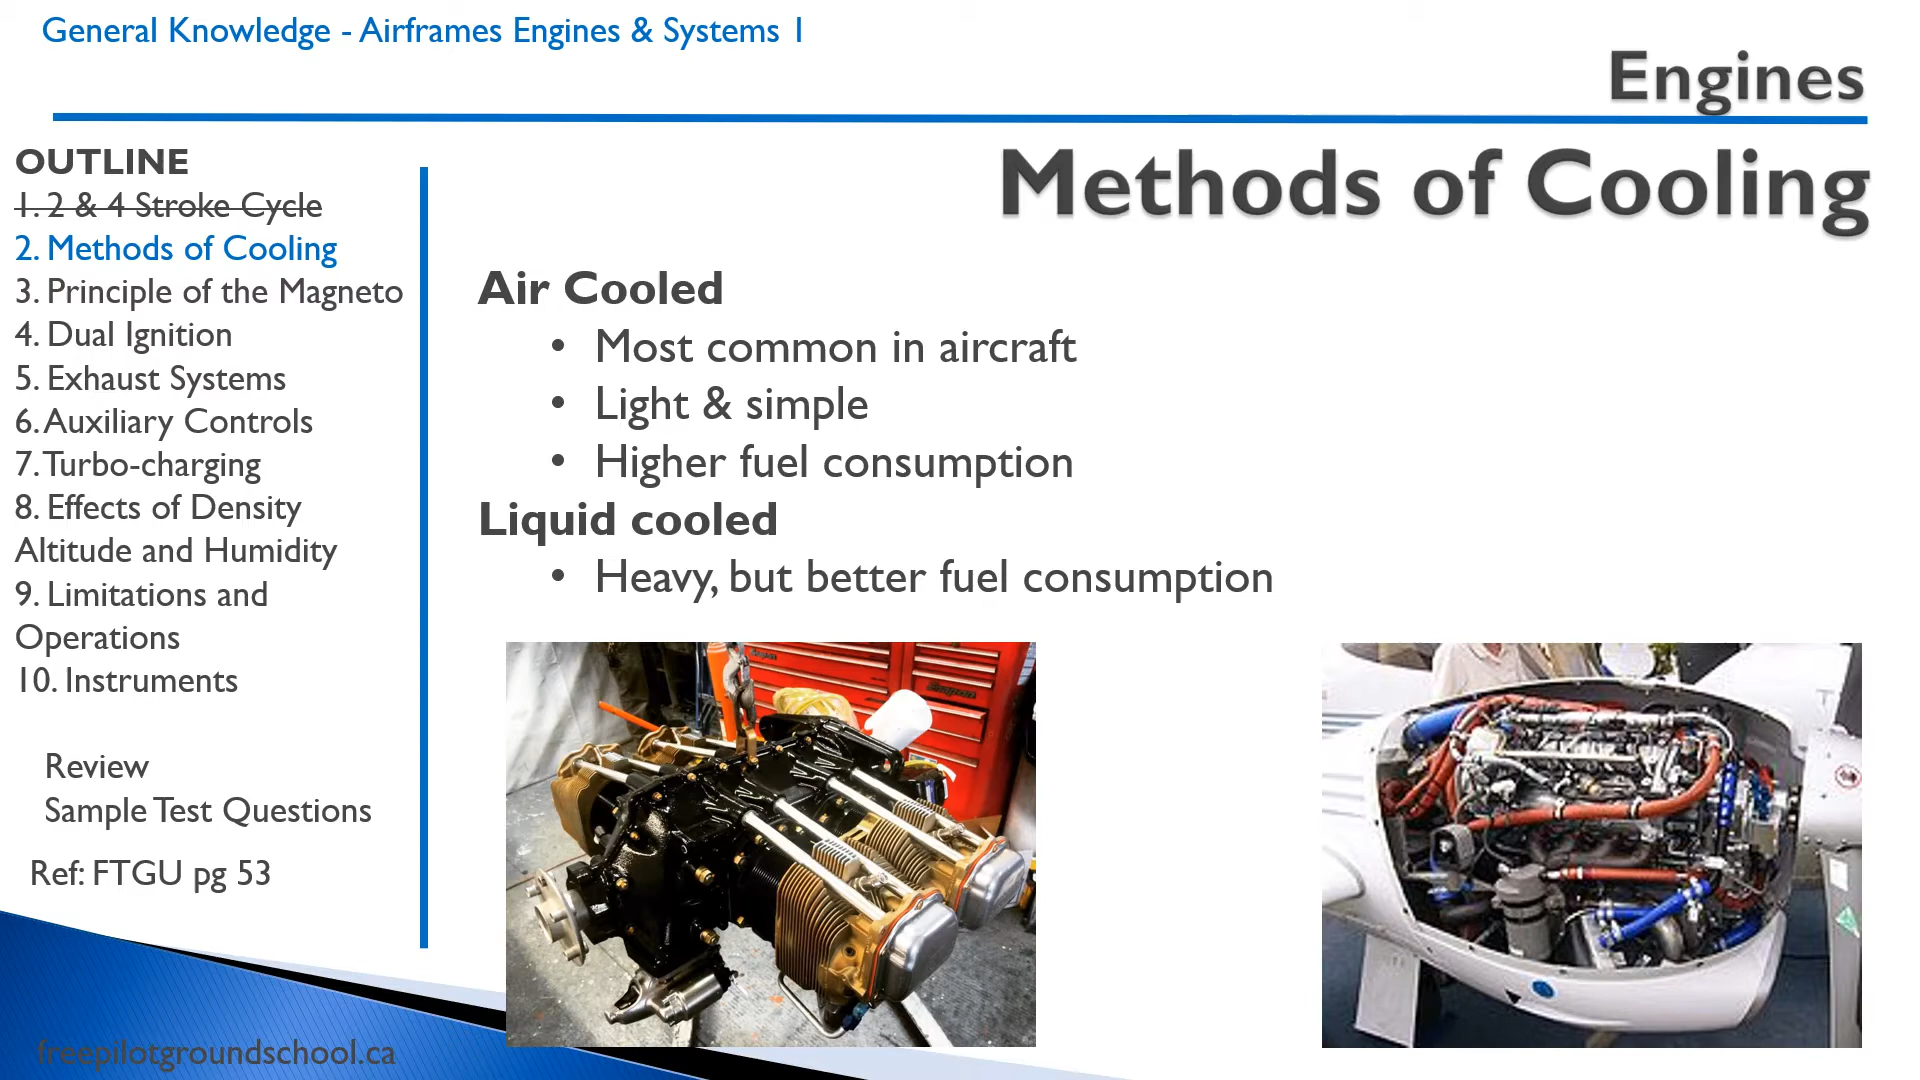 General Knowledge - Airframes Engines & Systems 1
Engines
Methods of Cooling
OUTLINE
1. 2 & 4 Stroke Cycle
2. Methods of Cooling
3. Principle of the Magneto
4. Dual Ignition
5. Exhaust Systems
6. Auxiliary Controls
7. Turbo-charging
8. Effects of Density
Altitude and Humidity
9. Limitations and
Operations
10. Instruments
Review
Sample Test Questions
Ref: FTGU pg 53
freepilotgroundschool.ca
Air Cooled
• Most common in aircraft
• Light & simple
• Higher fuel consumption
Liquid cooled
• Heavy, but better fuel consumption
Snap-on